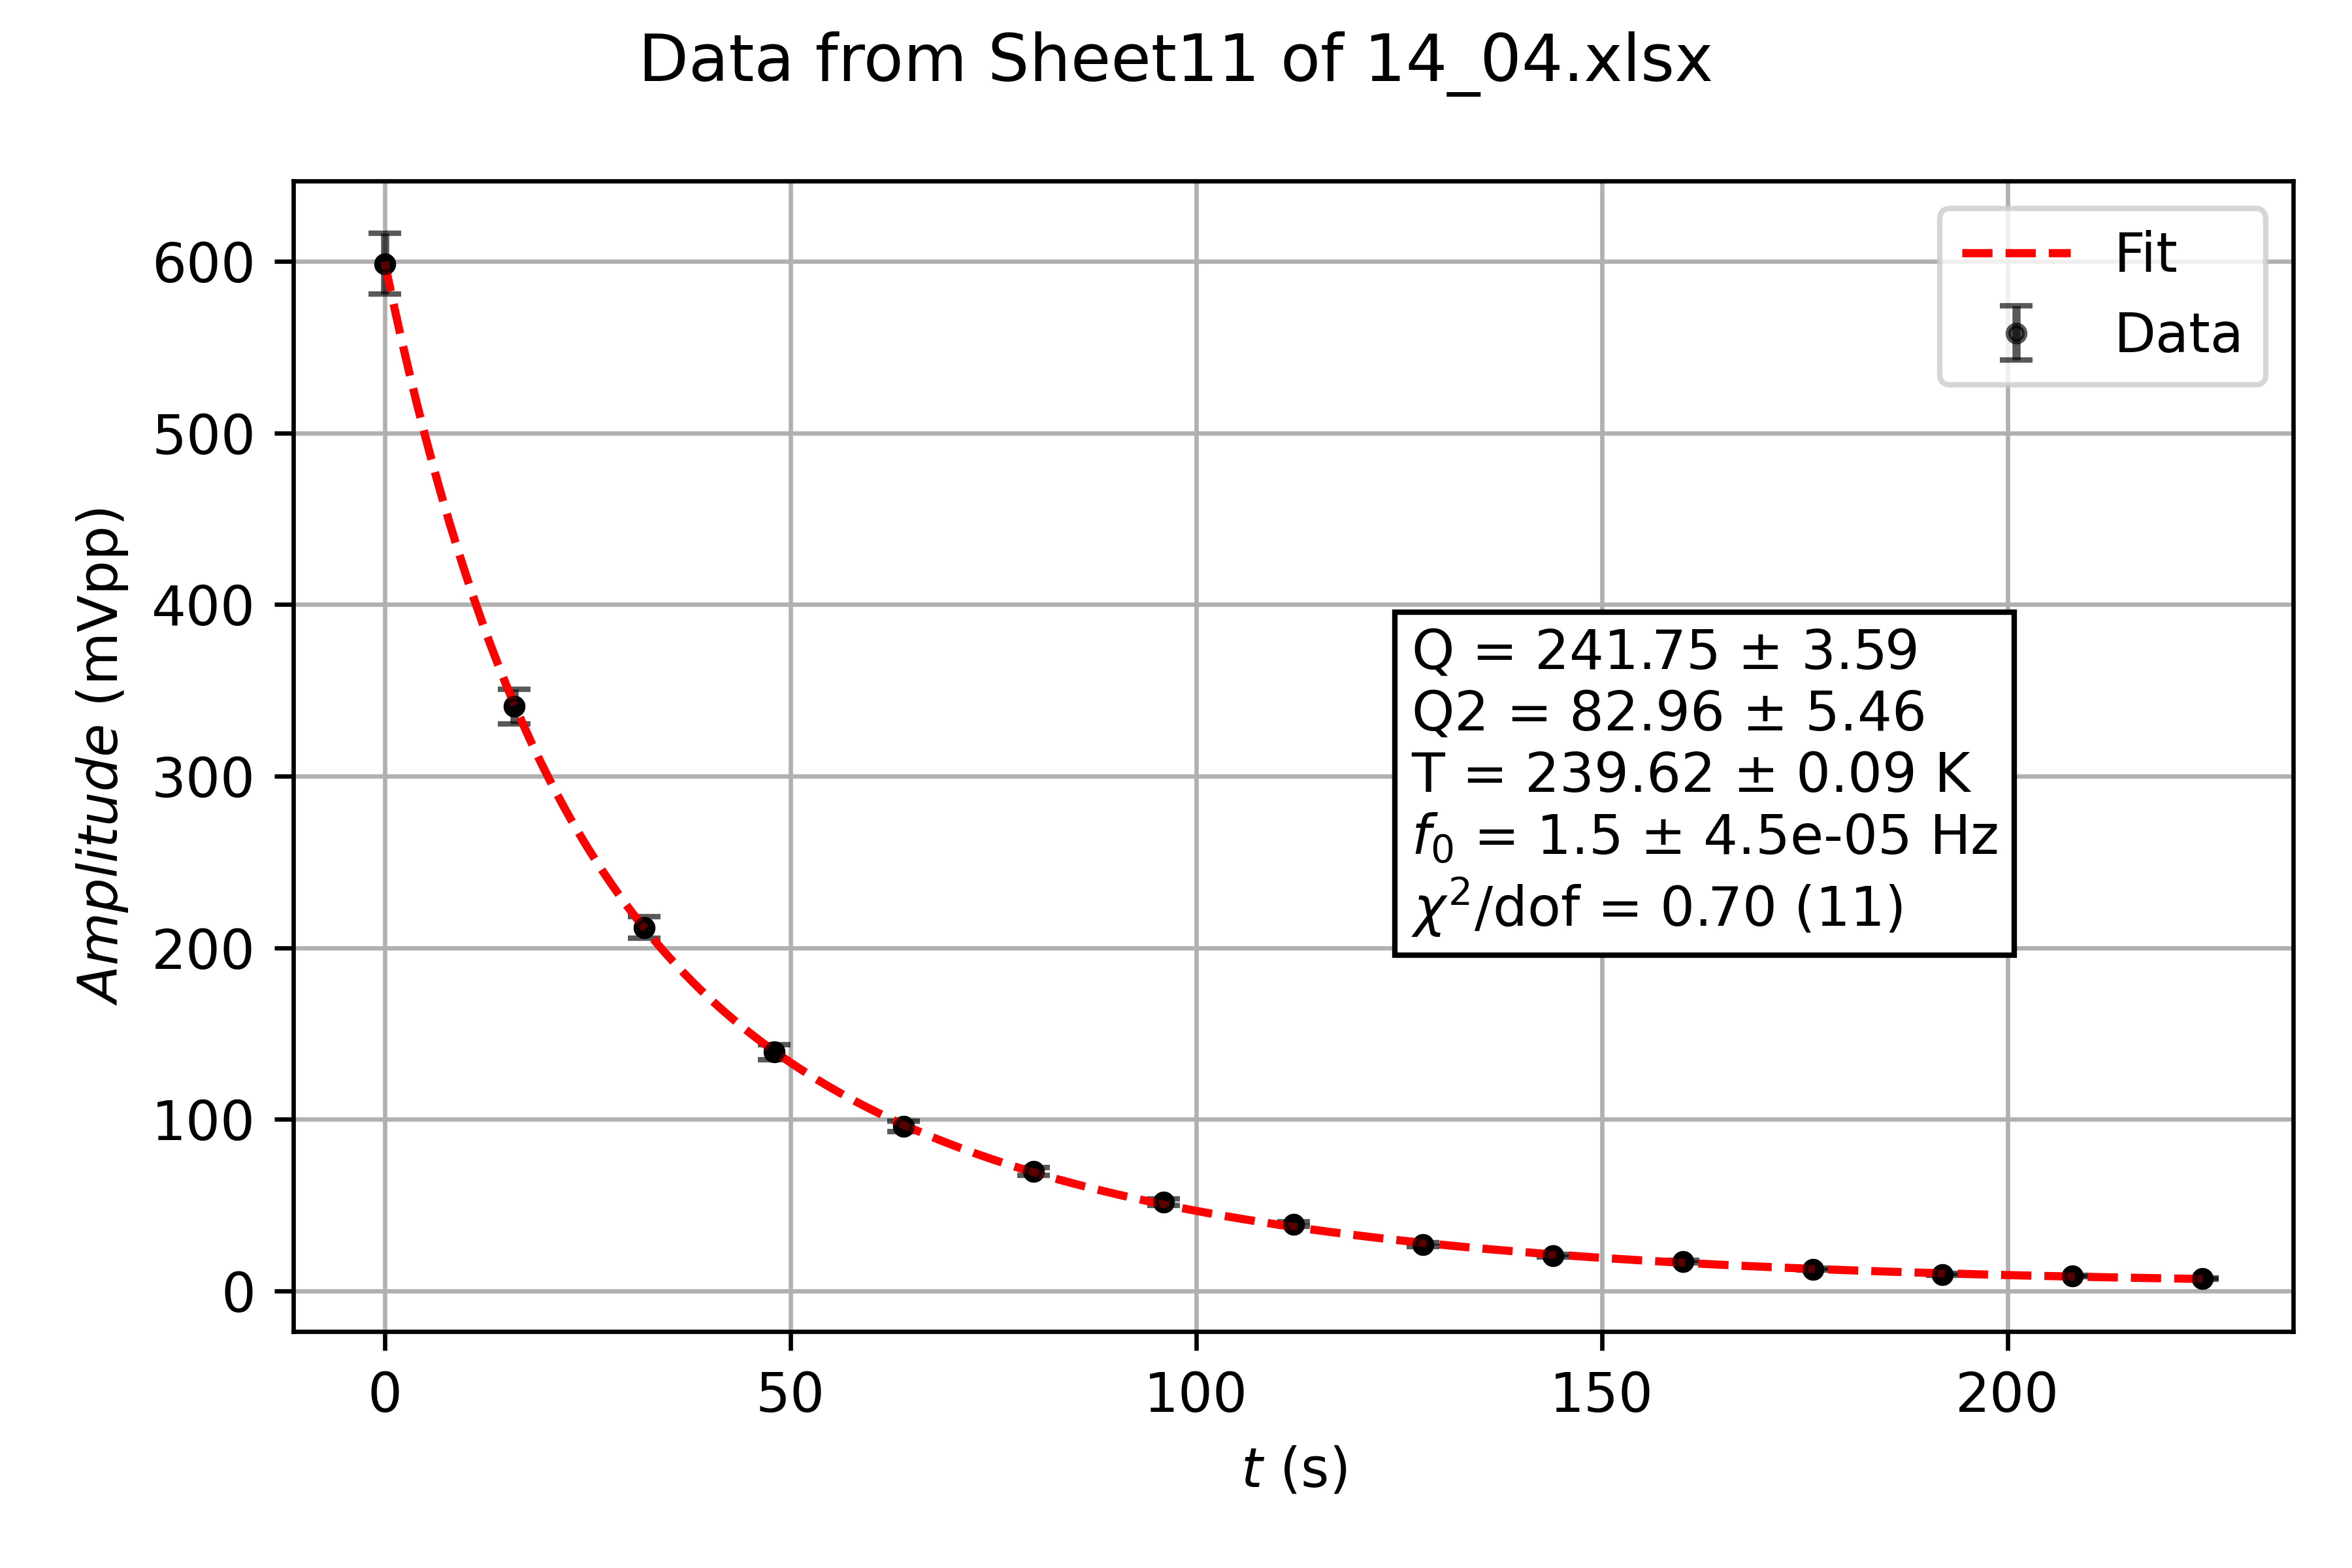 Data from Sheet11 of 14_04.xlsx
Amplitude (mVpp)
600
500
400
300
200
100
0
Fit
Data
Q = 241.75 ± 3.59
Q2 = 82.96 ± 5.46
T = 239.62 ± 0.09 K
f₀ = 1.5 ± 4.5e-05 Hz
χ²/dof = 0.70 (11)
0 50 100 150 200
t (s)